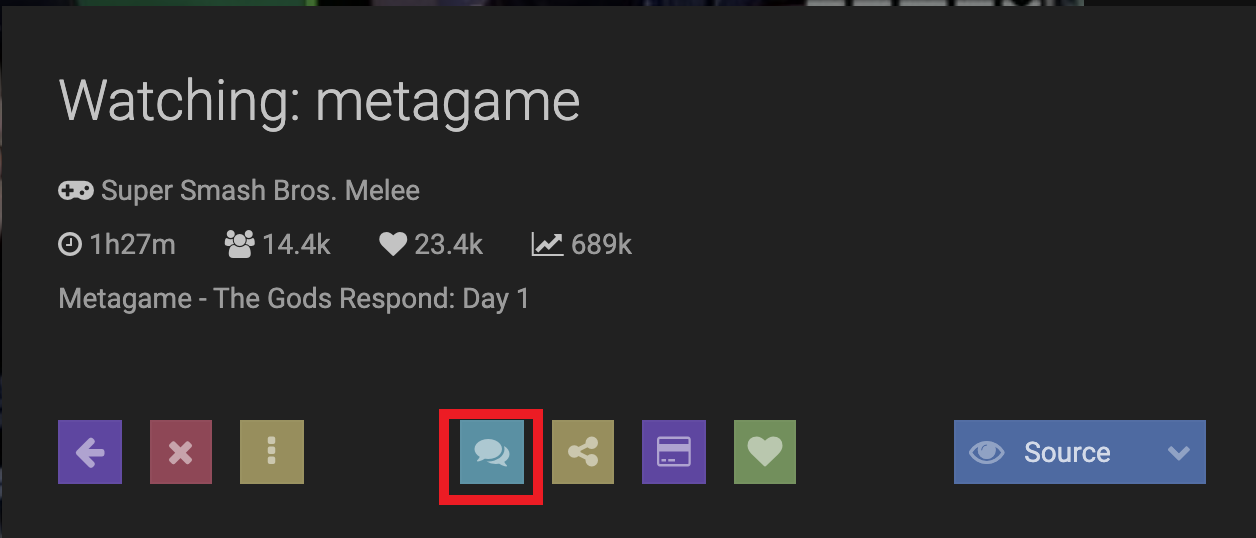 Watching: metagame
Super Smash Bros. Melee
1h27m 14.4k 23.4k 689k
Metagame - The Gods Respond: Day 1
Source